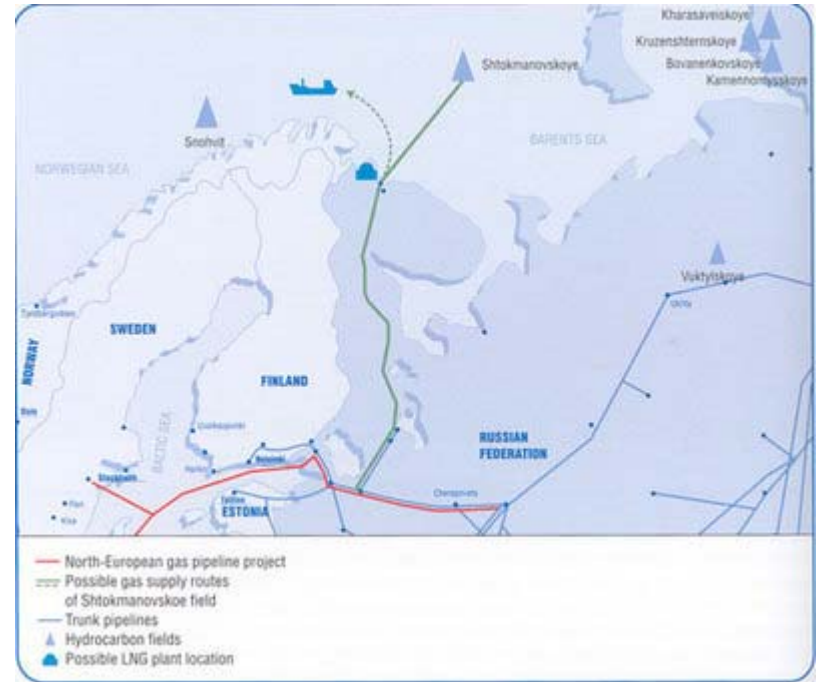 Kharasaveiskoye
Kruzenshternskoye
Bovanenkovskoye
Shtokmanovskoye
Snohvit
BARENTS SEA
NORWEGIAN SEA
Vuktylskoye
SWEDEN
NORWAY
FINLAND
BALTIC SEA
RUSSIAN
FEDERATION
Helsinki
Stockholm
Cherepovets
Tallinn
ESTONIA
North-European gas pipeline project
Possible gas supply routes
of Shtokmanovskoe field
Trunk pipelines
Hydrocarbon fields
Possible LNG plant location